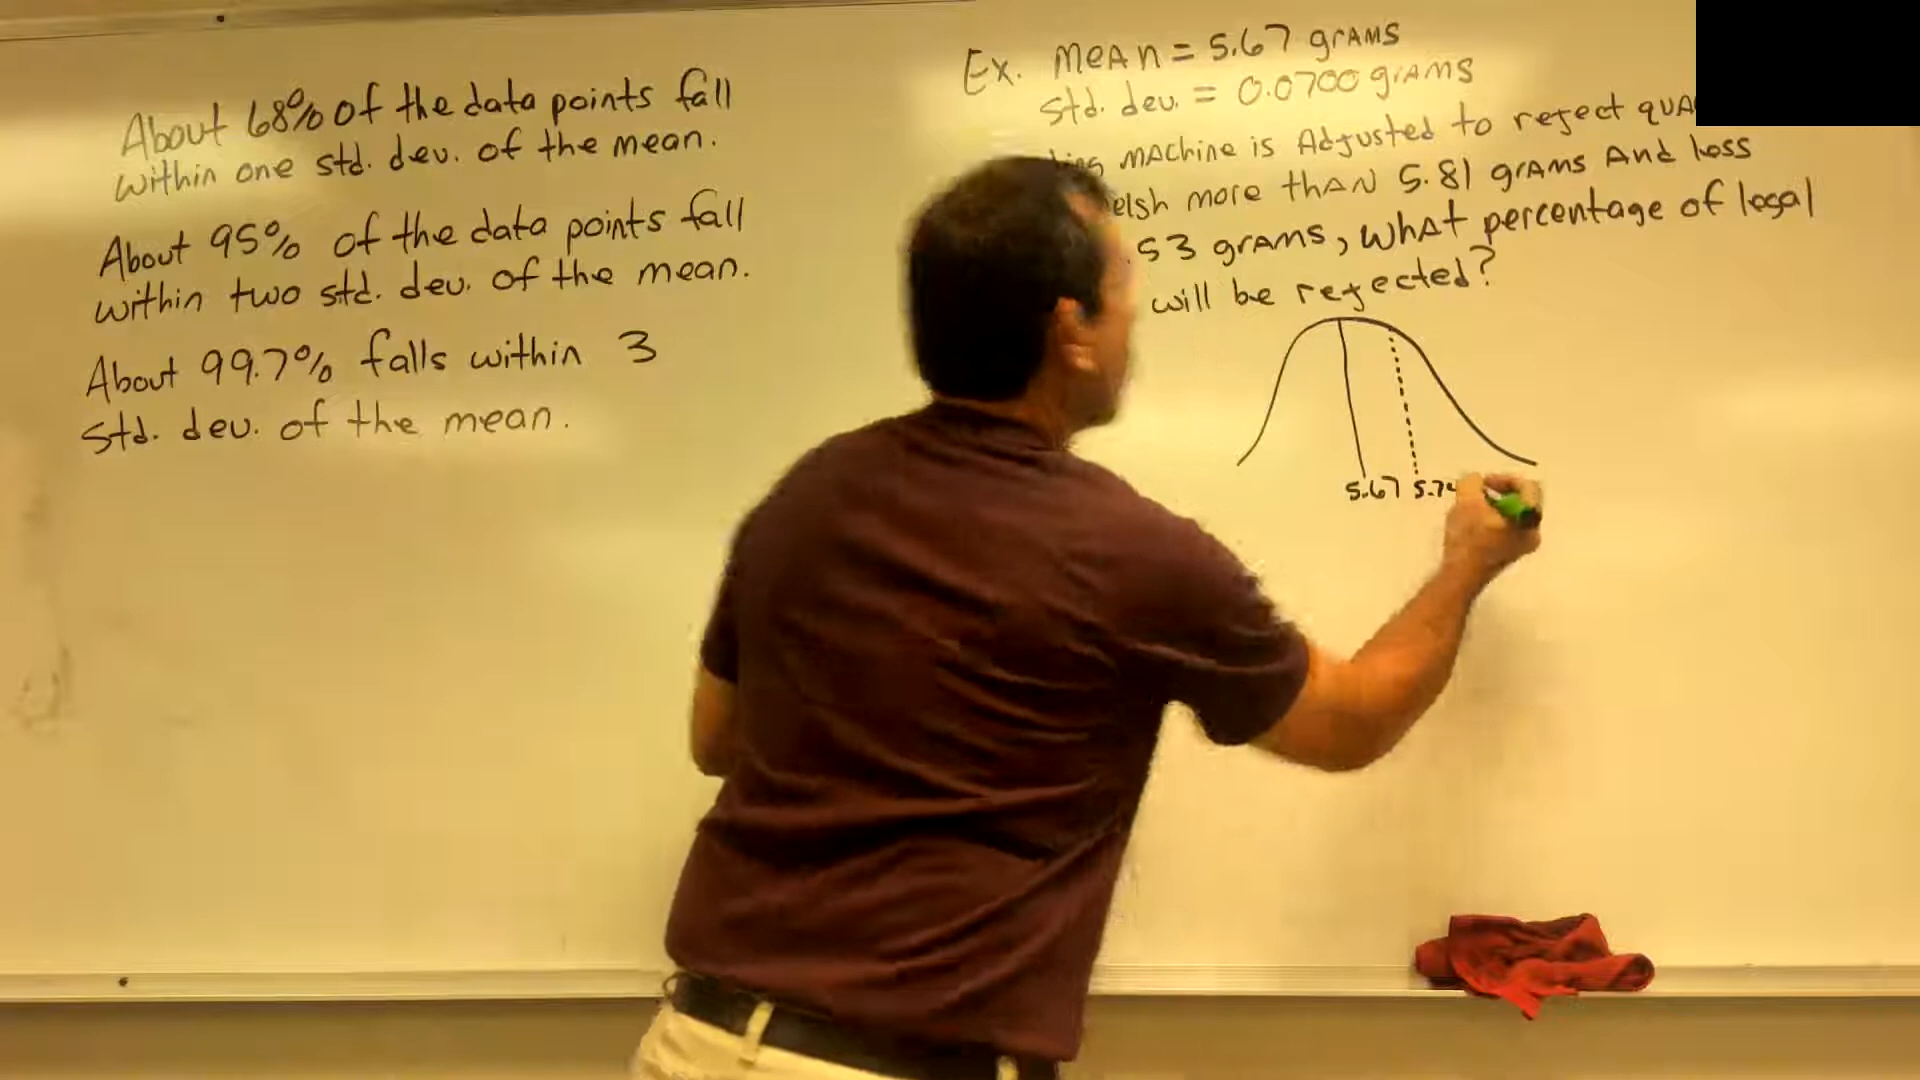 About 68% of the data points fall
within one std. dev. of the mean.
About 95% of the data points fall
within two std. dev. of the mean.
About 99.7% falls within 3
std. dev. of the mean.
Ex. mean = 5.67 grams
std. dev. = 0.0700 grams
machine is Adjusted to reject
more than 5.81 grams And less
53 grams, what percentage of legal
will be rejected?
5.67 5.74